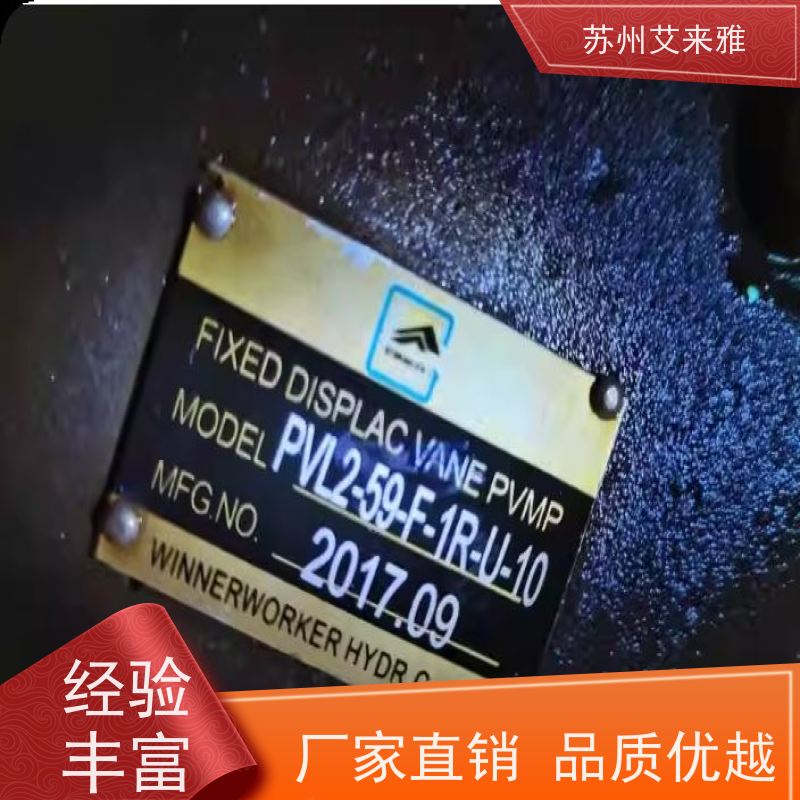 苏州艾来雅
FIXED DISPLAC VANE PVMP
MODEL PVL2-59-F-1R-U-10
MFG.NO. 2017.09
WINNERWORKER HYDR
经验
丰富
厂家直销 品质优越